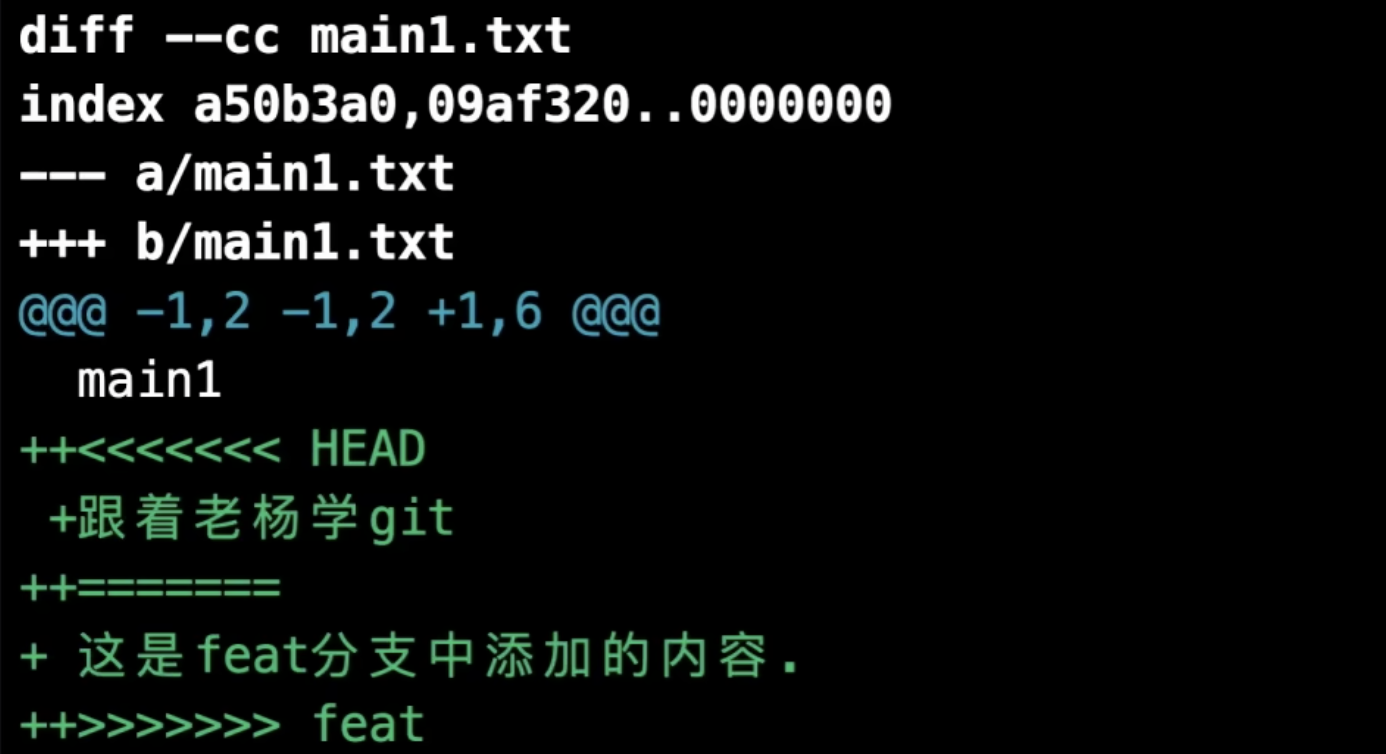 diff --cc main1.txt
index a50b3a0,09af320..0000000
--- a/main1.txt
+++ b/main1.txt
@@@ -1,2 -1,2 +1,6 @@@
  main1
++<<<<<<< HEAD
 +跟着老杨学git
++=======
+ 这是feat分支中添加的内容.
++>>>>>>> feat